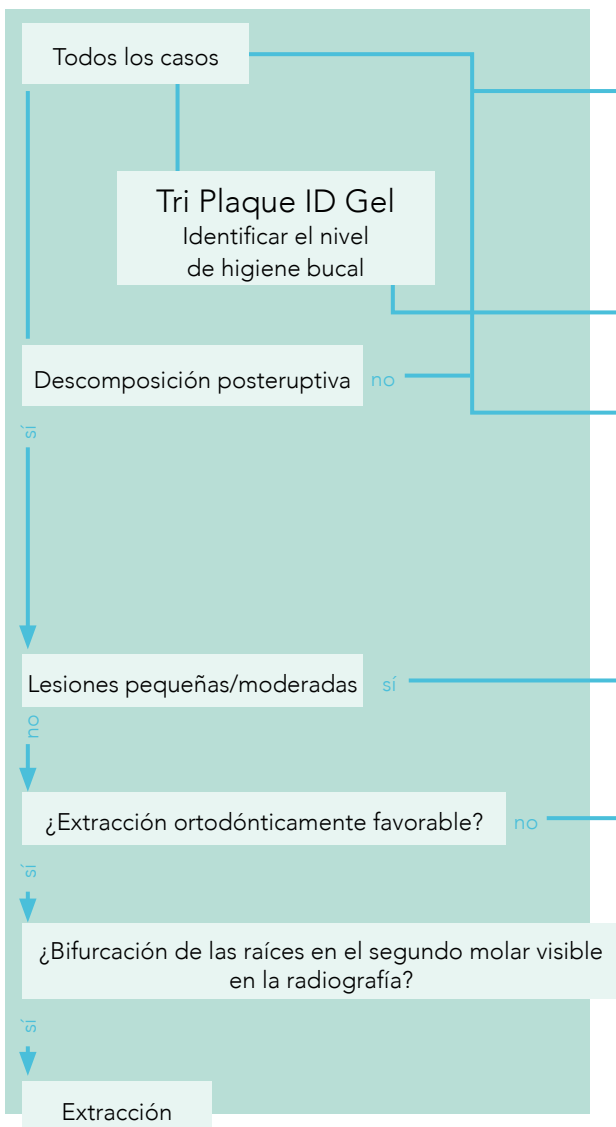 Todos los casos
Tri Plaque ID Gel
Identificar el nivel
de higiene bucal
Descomposición posteruptiva
no
sí
Lesiones pequeñas/moderadas
sí
no
¿Extracción ortodónticamente favorable?
no
sí
¿Bifurcación de las raíces en el segundo molar visible
en la radiografía?
sí
Extracción